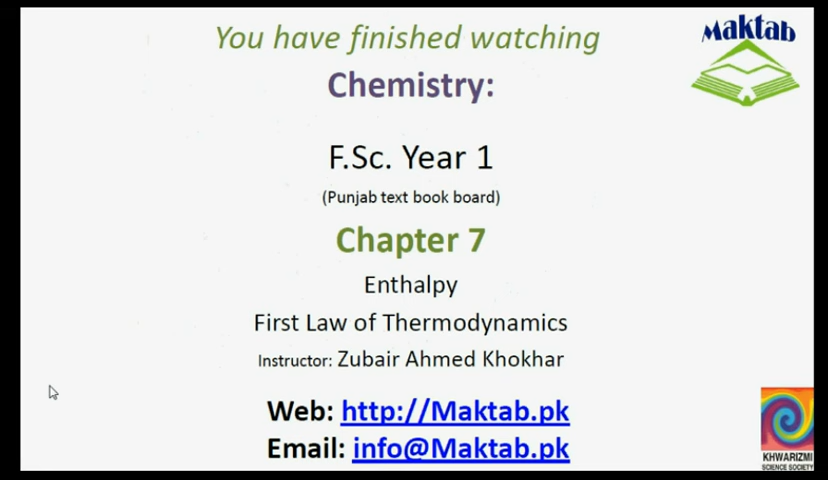 You have finished watching
Maktab
Chemistry:
F.Sc. Year 1
(Punjab text book board)
Chapter 7
Enthalpy
First Law of Thermodynamics
Instructor: Zubair Ahmed Khokhar
Web: http://Maktab.pk
Email: info@Maktab.pk
KHWARIZMI
SCIENCE SOCIETY